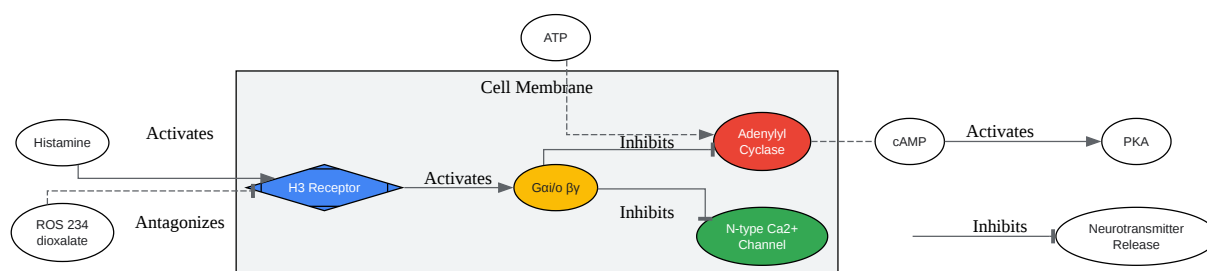 ATP
Cell Membrane
Histamine
Activates
Inhibits
Adenylyl
Cyclase
cAMP
Activates
PKA
H3 Receptor
Activates
Gαi/o βγ
ROS 234
dioxalate
Antagonizes
Inhibits
N-type Ca2+
Channel
Inhibits
Neurotransmitter
Release